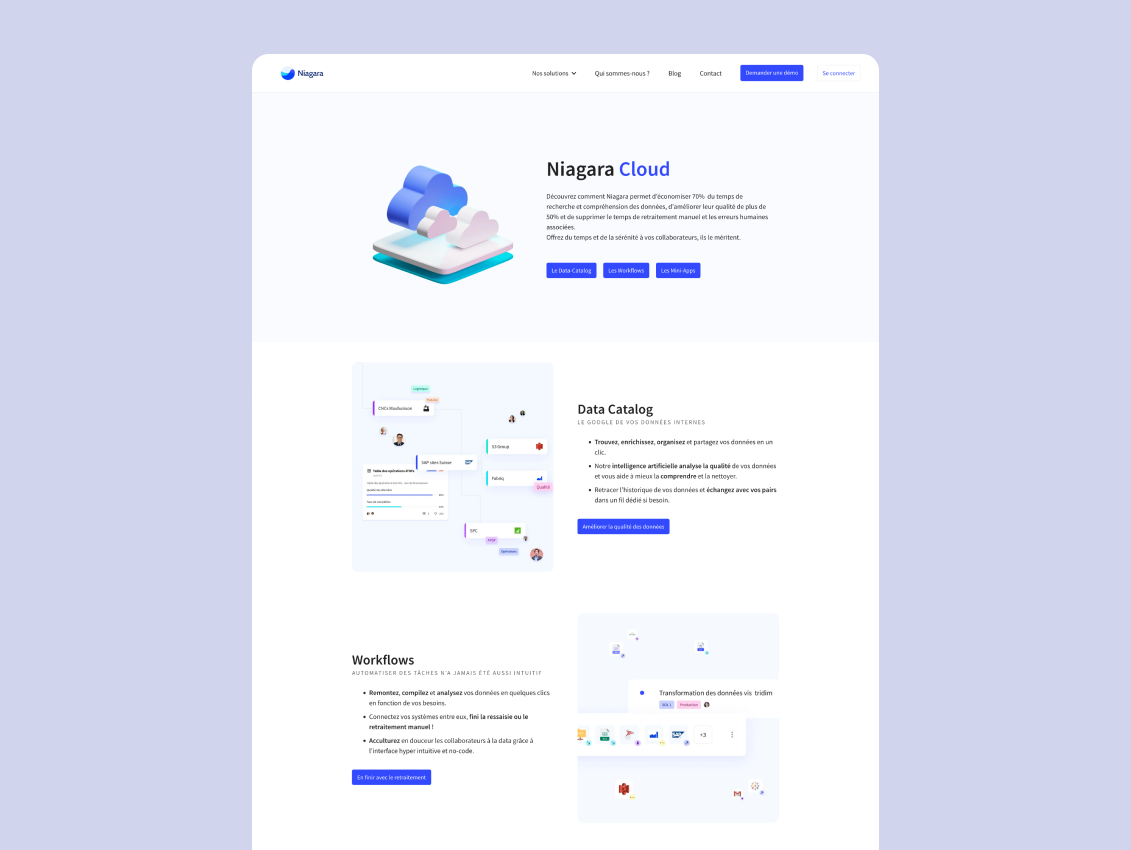 Niagara
Nos solutions
Qui sommes-nous ?
Blog
Contact
Demander une démo
Se connecter
Niagara Cloud
Découvrez comment Niagara permet d'économiser 70% du temps de
recherche et compréhension des données, d'améliorer leur qualité de plus de
50% et de supprimer le temps de retraitement manuel et les erreurs humaines
associées.
Offrez du temps et de la sérénité à vos collaborateurs, ils le méritent.
Le Data-Catalog
Les Workflows
Les Mini-Apps
Logistique
CNCs Maubuisson
S3 Group
SAP sites Suisse
Fabriq
Qualité
SPC
Data Catalog
LE GOOGLE DE VOS DONNÉES INTERNES
Trouvez, enrichissez, organisez et partagez vos données en un
clic.
Notre intelligence artificielle analyse la qualité de vos données
et vous aide à mieux la comprendre et la nettoyer.
Retracer l'historique de vos données et échangez avec vos pairs
dans un fil dédié si besoin.
Améliorer la qualité des données
Workflows
AUTOMATISER DES TÂCHES N'A JAMAIS ÉTÉ AUSSI INTUITIF
Remontez, compilez et analysez vos données en quelques clics
en fonction de vos besoins.
Connectez vos systèmes entre eux, fini la ressaisie ou le
retraitement manuel !
Acculturez en douceur les collaborateurs à la data grâce à
l'interface hyper intuitive et no-code.
En finir avec le retraitement
Transformation des données vis tridim
Production
SAP
+3